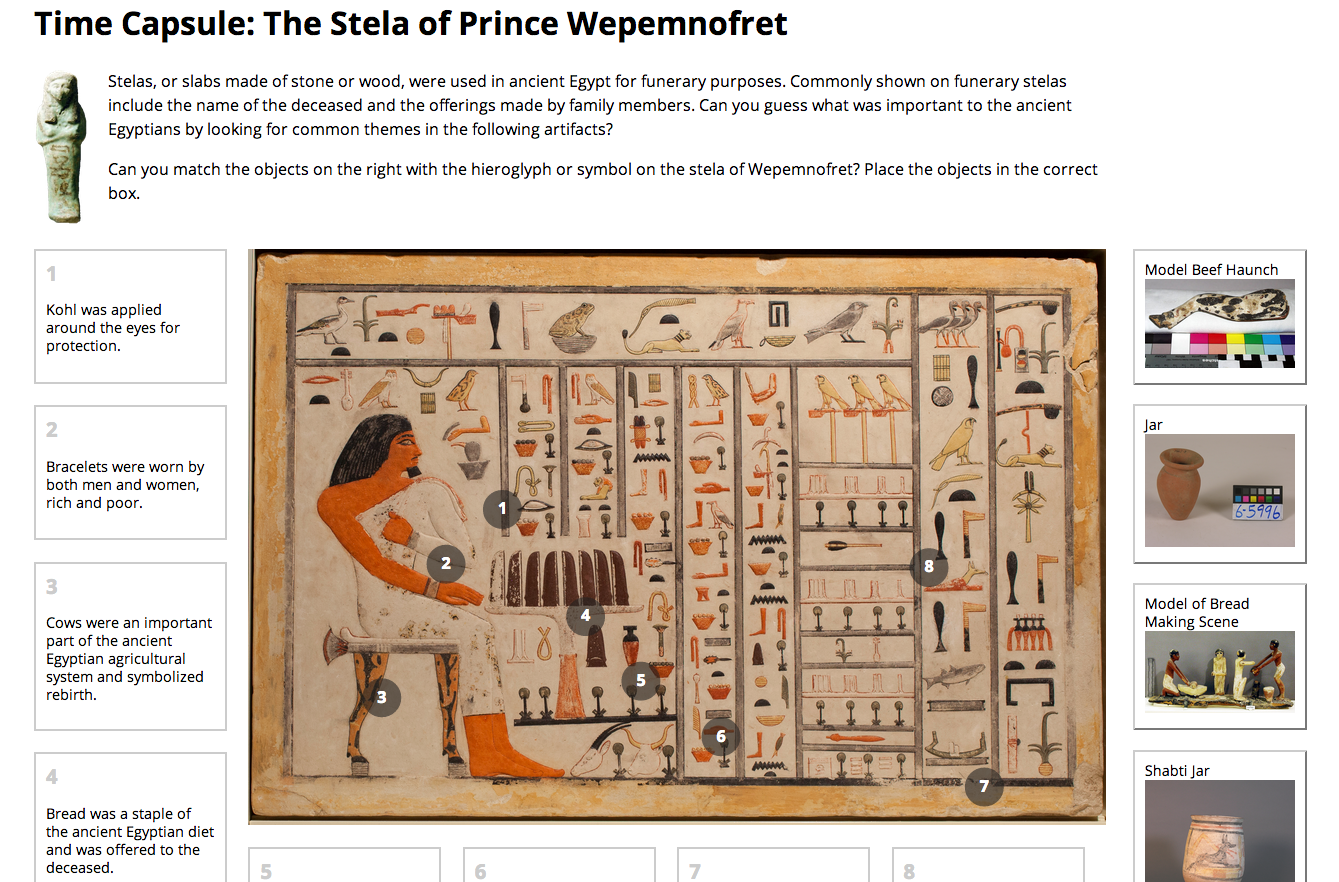 Time Capsule: The Stela of Prince Wepemnofret
Stelas, or slabs made of stone or wood, were used in ancient Egypt for funerary purposes. Commonly shown on funerary stelas
include the name of the deceased and the offerings made by family members. Can you guess what was important to the ancient
Egyptians by looking for common themes in the following artifacts?
Can you match the objects on the right with the hieroglyph or symbol on the stela of Wepemnofret? Place the objects in the correct
box.
1
Kohl was applied
around the eyes for
protection.
2
Bracelets were worn by
both men and women,
rich and poor.
3
Cows were an important
part of the ancient
Egyptian agricultural
system and symbolized
rebirth.
4
Bread was a staple of
the ancient Egyptian diet
and was offered to the
deceased.
1
2
3
4
5
6
7
8
5
6
7
8
Model Beef Haunch
Jar
6-5996
Model of Bread
Making Scene
Shabti Jar